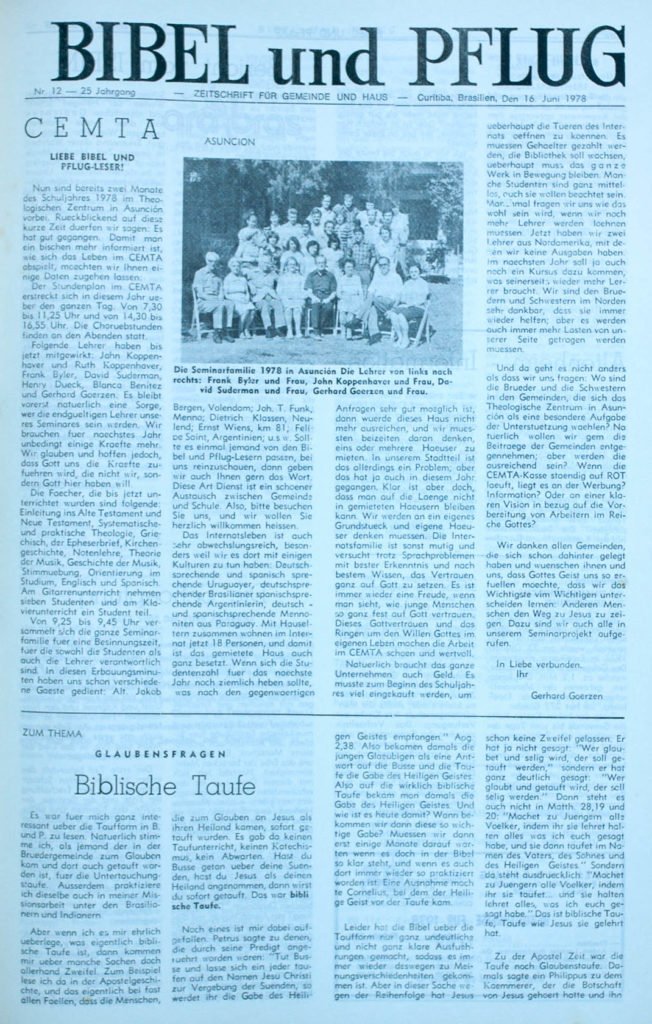 BIBEL und PFLUG
Nr. 12 — 25 Jahrgang — ZEITSCHRIFT FÜR GEMEINDE UND HAUS — Curitiba, Brasilien, Den 16 Juni 1978
CEMTA
ASUNCION
LIEBE BIBEL UND
PFLUG-LESER!
Nun sind bereits zwei Monate
des Schuljahres 1978 im Theo-
logischen Zentrum in Asunción
vorbei. Rueckblickend auf diese
kurze Zeit duerfen wir sagen: Es
hat gut gegangen. Damit man
ein bischen mehr informiert ist,
wie sich das Leben im CEMTA
abspielt, moechten wir Ihnen ei-
nige Daten zugehen lassen:
Der Stundenplan im CEMTA
erstreckt sich in diesem Jahr ue-
ber den ganzen Tag. Von 7,30
bis 11,25 Uhr und von 14,30 bis
16,55 Uhr. Die Choruebstunden
finden an den Abenden statt.
Folgende Lehrer haben bis
jetzt mitgewirkt: John Koppen-
haver und Ruth Koppenhaver,
Frank Byler, David Suderman,
Henry Dueck, Blanca Benitez
und Gerhard Goerzen. Es bleibt
vorerst natuerlich eine Sorge,
wer die endgueltigen Lehrer unse-
res Seminares sein werden. Wir
brauchen fuer naechstes Jahr
unbedingt einige Kraefte mehr.
Wir glauben und hoffen jedoch,
dass Gott uns die Kraefte zu-
fuehren wird, die nicht wir, son-
dern Gott hier haben will.
Die Faecher, die bis jetzt un-
terrichtet wurden sind folgende:
Einleitung ins Alte Testament und
Neue Testament, Systematische-
und praktische Theologie, Grie-
chisch, der Epheserbrief, Kirchen-
geschichte, Notenlehre, Theorie
der Musik, Geschichte der Musik,
Stimmuebung, Orientierung im
Studium, Englisch und Spanisch.
Am Gitarrenunterricht nehmen
sieben Studenten und am Kla-
vierunterricht ein Student teil.
Von 9,25 bis 9,45 Uhr ver-
sammelt sich die ganze Seminar-
familie fuer eine Besinnungszeit,
fuer die sowohl die Studenten als
auch die Lehrer verantwortlich
sind. In diesen Erbauungsminu-
ten haben uns schon verschiede-
ne Gaeste gedient: Alt. Jakob
Die Seminarfamilie 1978 in Asunción Die Lehrer von links nach
rechts: Frank Byler und Frau, John Koppenhaver und Frau, Da-
vid Suderman und Frau, Gerhard Goerzen und Frau.
Bergen, Valendam; Joh. T. Funk,
Menno; Dietrich Klassen, Neu-
lend; Ernst Wiens, km 81; Feli-
pe Saint, Argentinien; u.s.w. Soll-
te es einmal jemand von den Bi-
bel und Pflug-Lesern passen, bei
uns reinzuschauen, dann geben
wir auch Ihnen gern das Wort.
Diese Art Dienst ist ein schoener
Austausch zwischen Gemeinde
und Schule. Also, bitte besuchen
Sie uns, und wir wollen Sie
herzlich willkommen heissen.
Das Internatsleben ist auch
sehr abwechslungsreich, beson-
ders weil wir es dort mit einigen
Kulturen zu tun haben: Deutsch-
sprechende und spanisch spre-
chende Uruguayer, deutschspre-
chender Brasilianer spanischspre-
chende Argentinierin, deutsch -
und spanischsprechende Menno-
niten aus Paraguay. Mit Hausel-
tern zusammen wohnen im Inter-
nat jetzt 18 Personen, und damit
ist das gemietete Haus auch
ganz besetzt. Wenn sich die Stu-
dentenzahl fuer das naechste
Jahr noch ziemlich heben sollte,
was nach den gegenwaertigen
Anfragen sehr gut moeglich ist,
dann wuerde dieses Haus nicht
mehr ausreichen, und wir mues-
sten beizeiten daran denken,
eins oder mehrere Haeuser zu
mieten. In unserem Stadtteil ist
das allerdings ein Problem; aber
das hat ja auch in diesem Jahr
gegangen. Klar ist aber doch,
dass man auf die Laenge nicht
in gemieteten Haeusern bleiben
kann. Wir werden an ein eigenes
Grundstueck und eigene Haeu-
ser denken muessen. Die Inter-
natsfamilie ist sonst mutig und
versucht trotz Sprachproblemen
mit bester Erkenntnis und nach
bestem Wissen, das Vertrauen
ganz auf Gott zu setzen. Es ist
immer wieder eine Freude, wenn
man sieht, wie junge Menschen
so ganz fest auf Gott vertrauen.
Dieses Gottvertrauen und das
Ringen um den Willen Gottes im
eigenen Leben machen die Arbeit
im CEMTA schoen und wertvoll.
Natuerlich braucht das ganze
Unternehmen auch Geld. Es
musste zum Beginn des Schuljah-
res viel eingekauft werden, um
ueberhaupt die Tueren des Inter-
nats oeffnen zu koennen. Es
muessen Gehaelter gezahlt wer-
den, die Bibliothek soll wachsen,
ueberhaupt muss das ganze
Werk in Bewegung bleiben. Man-
che Studenten sind ganz mittel-
los, auch sie wollen beachtet sein.
Manchmal fragen wir uns wie das
wohl sein wird, wenn wir noch
mehr Lehrer werden loehnen
muessen. Jetzt haben wir zwei
Lehrer aus Nordamerika, mit de-
nen wir keine Ausgaben haben.
Im naechsten Jahr soll ja auch
noch ein Kursus dazu kommen,
was seinerseits wieder mehr Leh-
rer braucht. Wir sind den Brue-
dern und Schwestern im Norden
sehr dankbar, dass sie immer
wieder helfen; aber es werden
auch immer mehr Lasten von un-
serer Seite getragen werden
muessen.
Und da geht es nicht anders
als dass wir uns fragen: Wo sind
die Brueder und die Schwestern
in den Gemeinden, die sich das
Theologische Zentrum in Asun-
ción als eine besondere Aufgabe
der Unterstuetzung waehlen? Na-
tuerlich wollen wir gern die
Beitraege der Gemeinden entge-
gennehmen; aber werden die
ausreichend sein? Wenn die
CEMTA-Kasse staendig auf ROT
laeuft, liegt es an der Werbung?
Information? Oder an einer kla-
ren Vision in bezug auf die Vo-
bereitung von Arbeitern im Rei-
che Gottes?
Wir danken allen Gemeinden,
die sich schon dahinter gelegt
haben und wuenschen ihnen und
uns, dass Gottes Geist uns so er-
fuellen moechte, dass wir das
Wichtigste vim Wichtigen unter-
scheiden lernen: Anderen Men-
schen den Weg zu Jesus zu zei-
gen. Dazu sind wir auch alle in
unserem Seminarprojekt aufge-
rufen.
In Liebe verbunden.
Ihr
Gerhard Goerzen
ZUM THEMA
GLAUBENSFRAGEN
Biblische Taufe
Es war fuer mich ganz inte-
ressant ueber die Taufform in B.
und P. zu lesen. Natuerlich stim-
me ich, als jemand der in der
Bruedergemeinde zum Glauben
kam und dort auch getauft wor-
den ist, fuer die Untertauchung-
staufe. Ausserdem praktiziere
ich dieselbe auch in meiner Mis-
sionsarbeit unter den Brasilio-
nern und Indianern.
Aber wenn ich es mir ehrlich
ueberlege, was eigentlich bibli-
sche Taufe ist, dann kommen
mir ueber manche Sachen doch
allerhand Zweifel. Zum Beispiel
lese ich da in der Apostelgeschi-
chte, und das eigentlich bei fast
allen Faellen, dass die Menschen,
die zum Glauben an Jesus als
ihren Heiland kamen, sofort ge-
tauft wurden. Es gab da keinen
Taufunterricht, keinen Katechis-
mus, kein Abwarten. Hast du
Busse getan ueber deine Suen-
den, hast du Jesus als deinen
Heiland angenommen, dann wirst
du sofort getauft. Das war bibli
sche Taufe.
Noch eines ist mir dabei auf-
gefallen. Petrus sagte zu denen,
die durch seine Predigt ange-
ruehrt worden waren: "Tut Bus-
se und lasse sich ein jeder tau-
fen auf den Namen Jesu Christi
zur Vergebung der Suenden, so
werdet ihr die Gabe des Heili-
gen Geistes empfangen." Apg.
2,38. Also bekamen damals die
jungen Glaeubigen als eine Ant-
wort auf die Busse und die Tau-
fe die Gabe des Heiligen Geistes.
Also auf die wirklich biblische
Taufe bekam man damals die
Gabe des Heiligen Geistes. Und
wie ist es heute damit? Wann be-
kommen wir dann diese so wich-
tige Gabe? Muessen wir dann
erst einige Monate darauf war-
ten wenn es doch in der Bibel
so klar steht, und wenn es auch
dort immer wieder so praktiziert
worden ist. Eine Ausnahme mach
te Cornelius, bei dem der Heili-
ge Geist vor der Taufe kam.
Leider hat die Bibel ueber die
Taufform nur ganz undeutliche
und nicht ganz klare Ausfueh-
rungen gemacht, sodass es im-
mer wieder deswegen zu Mei-
nungsverschiedenheiten gekom-
men ist. Aber in dieser Sache we-
gen der Reihenfolge hat Jesus
schon keine Zweifel gelassen. Er
hat ja nicht gesagt: "Wer glau-
bet und selig wird, der soll ge-
tauft werden," sondern er hat
ganz deutlich gesagt: "Wer
glaubt und getauft wird, der soll
selig werden." Dann steht es
auch nicht in Matth. 28,19 und
20: "Machet zu Juengern alle
Voelker, indem ihr sie lehret hal-
ten alles was ich euch gesagt
habe, und sie dann taufet im Na-
men des Vaters, des Sohnes und
des Heiligen Geistes." Sondern
da steht ausdruecklich: "Machet
zu Juengern alle Voelker, indem
ihr sie taufet... und sie halten
lehret alles, was ich euch ge-
sagt habe." Das ist biblische Tau-
fe, Taufe wie Jesus sie gelehrt
hat.
Zu der Apostel Zeit war die
Taufe nach Glaubenstaufe. Da-
mals sagte ein Philippus zu dem
Kaemmerer, der die Botschaft
von Jesus gehoert hatte und ihn